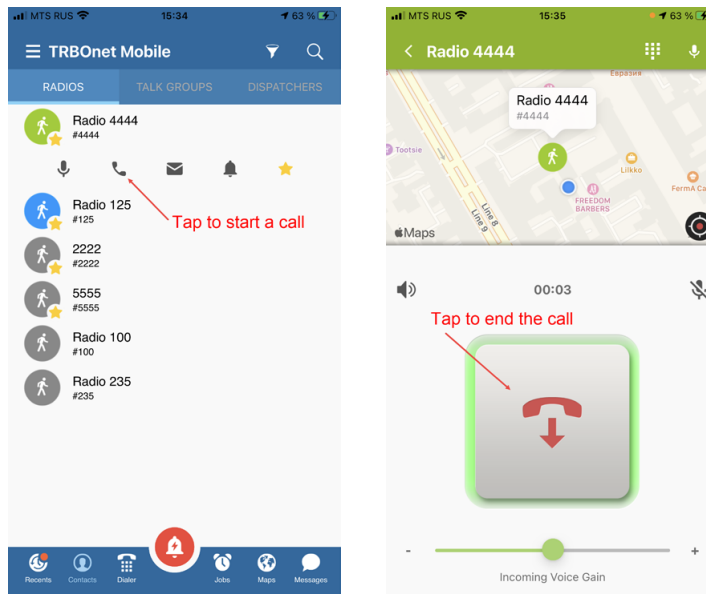 MTS RUS 15:34 63 %
TRBOnet Mobile
RADIOS TALK GROUPS DISPATCHERS
Radio 4444
#4444
Tap to start a call
Radio 125
#125
2222
#2222
5555
#5555
Radio 100
#100
Radio 235
#235
Recents Contacts Dialer Jobs Maps Messages
MTS RUS 15:35 63 %
Radio 4444
Евразия
Radio 4444
#4444
Tootsie
Lilkko
FermA Ca
FREEDOM
BARBERS
Line 8
Line 9
Maps
00:03
Tap to end the call
- +
Incoming Voice Gain